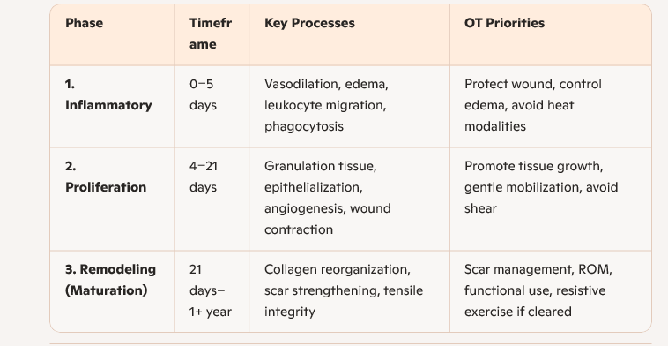 Phase
Timefr
ame
Key Processes
OT Priorities
1.
Inflammatory
0–5
days
Vasodilation, edema,
leukocyte migration,
phagocytosis
Protect wound, control
edema, avoid heat
modalities
2.
Proliferation
4–21
days
Granulation tissue,
epithelialization,
angiogenesis, wound
contraction
Promote tissue growth,
gentle mobilization, avoid
shear
3. Remodeling
(Maturation)
21
days–
1+ year
Collagen reorganization,
scar strengthening, tensile
integrity
Scar management, ROM,
functional use, resistive
exercise if cleared